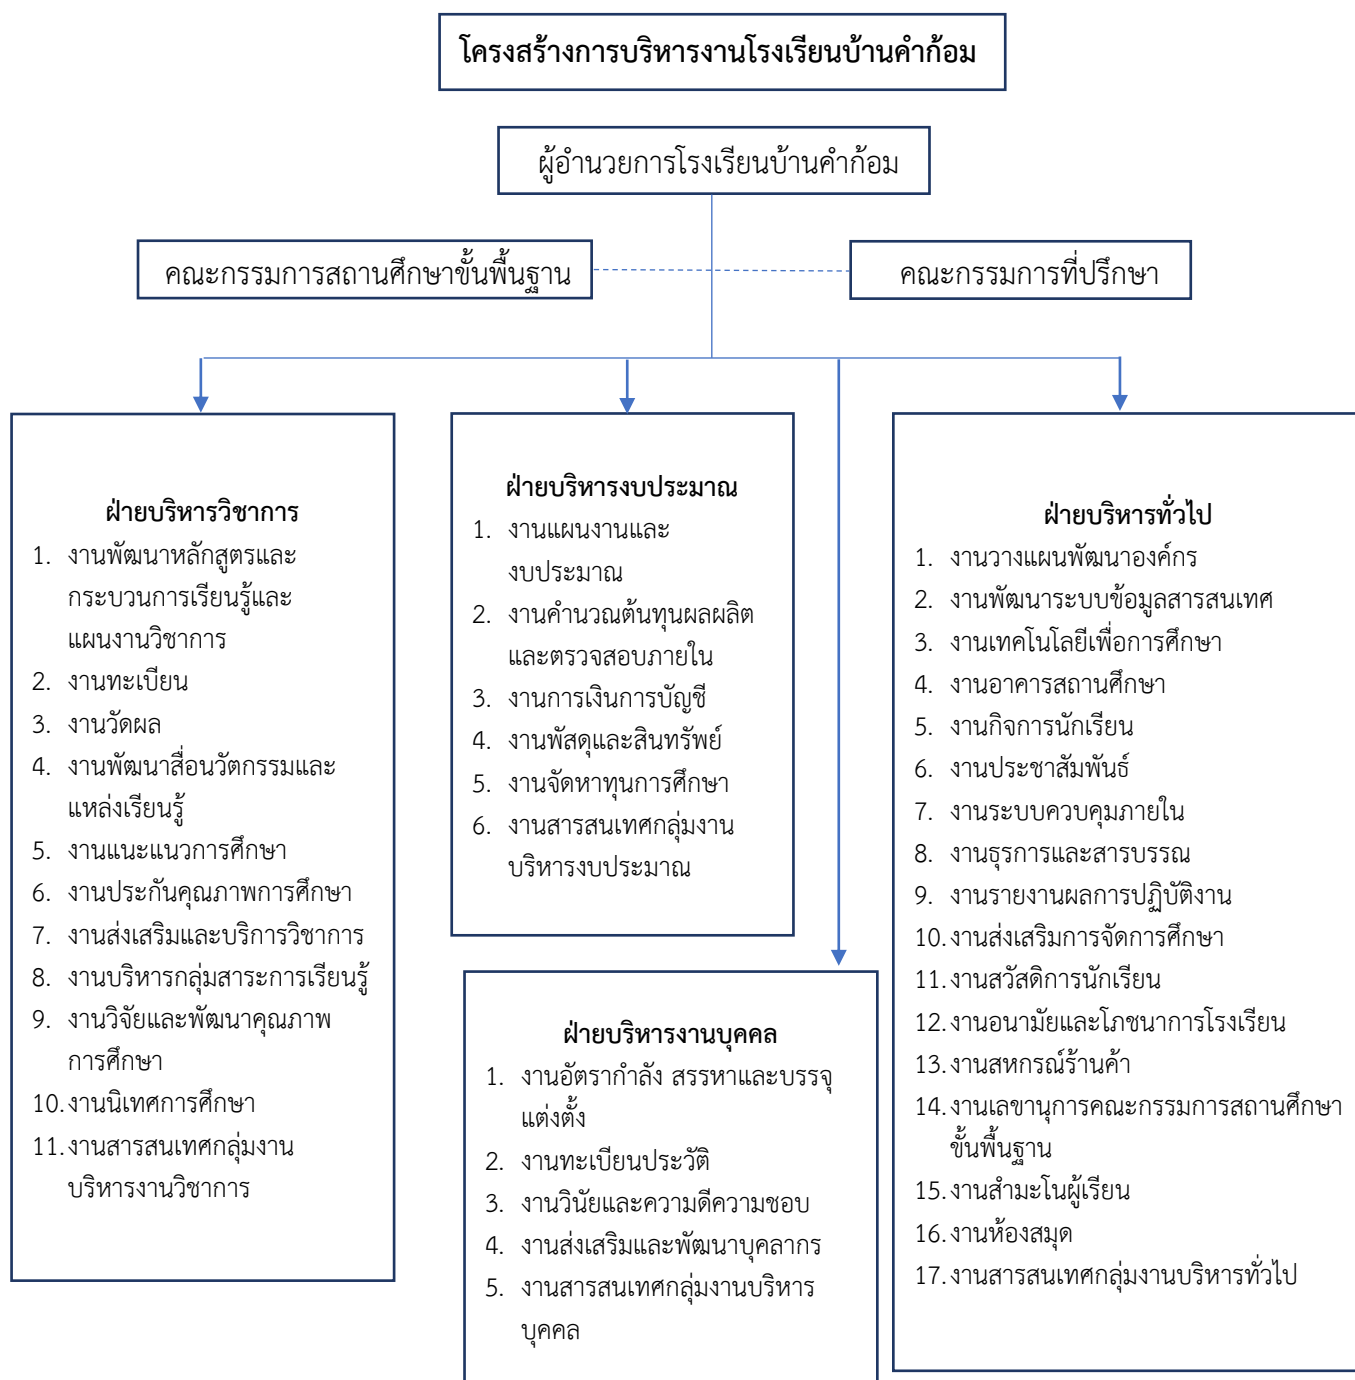 โครงสร้างการบริหารงานโรงเรียนบ้านคำก้อม
ผู้อำนวยการโรงเรียนบ้านคำก้อม
คณะกรรมการสถานศึกษาขั้นพื้นฐาน
คณะกรรมการที่ปรึกษา
ฝ่ายบริหารวิชาการ
1. งานพัฒนาหลักสูตรและ
กระบวนการเรียนรู้และ
แผนงานวิชาการ
2. งานทะเบียน
3. งานวัดผล
4. งานพัฒนาสื่อนวัตกรรมและ
แหล่งเรียนรู้
5. งานแนะแนวการศึกษา
6. งานประกันคุณภาพการศึกษา
7. งานส่งเสริมและบริการวิชาการ
8. งานบริหารกลุ่มสาระการเรียนรู้
9. งานวิจัยและพัฒนาคุณภาพ
การศึกษา
10. งานนิเทศการศึกษา
11. งานสารสนเทศกลุ่มงาน
บริหารงานวิชาการ
ฝ่ายบริหารงบประมาณ
1. งานแผนงานและ
งบประมาณ
2. งานคำนวณต้นทุนผลผลิต
และตรวจสอบภายใน
3. งานการเงินการบัญชี
4. งานพัสดุและสินทรัพย์
5. งานจัดหาทุนการศึกษา
6. งานสารสนเทศกลุ่มงาน
บริหารงบประมาณ
ฝ่ายบริหารงานบุคคล
1. งานอัตรากำลัง สรรหาและบรรจุ
แต่งตั้ง
2. งานทะเบียนประวัติ
3. งานวินัยและความดีความชอบ
4. งานส่งเสริมและพัฒนาบุคลากร
5. งานสารสนเทศกลุ่มงานบริหาร
บุคคล
ฝ่ายบริหารทั่วไป
1. งานวางแผนพัฒนาองค์กร
2. งานพัฒนาระบบข้อมูลสารสนเทศ
3. งานเทคโนโลยีเพื่อการศึกษา
4. งานอาคารสถานศึกษา
5. งานกิจการนักเรียน
6. งานประชาสัมพันธ์
7. งานระบบควบคุมภายใน
8. งานธุรการและสารบรรณ
9. งานรายงานผลการปฏิบัติงาน
10. งานส่งเสริมการจัดการศึกษา
11. งานสวัสดิการนักเรียน
12. งานอนามัยและโภชนาการโรงเรียน
13. งานสหกรณ์ร้านค้า
14. งานเลขานุการคณะกรรมการสถานศึกษา
ขั้นพื้นฐาน
15. งานสำมะโนผู้เรียน
16. งานห้องสมุด
17. งานสารสนเทศกลุ่มงานบริหารทั่วไป